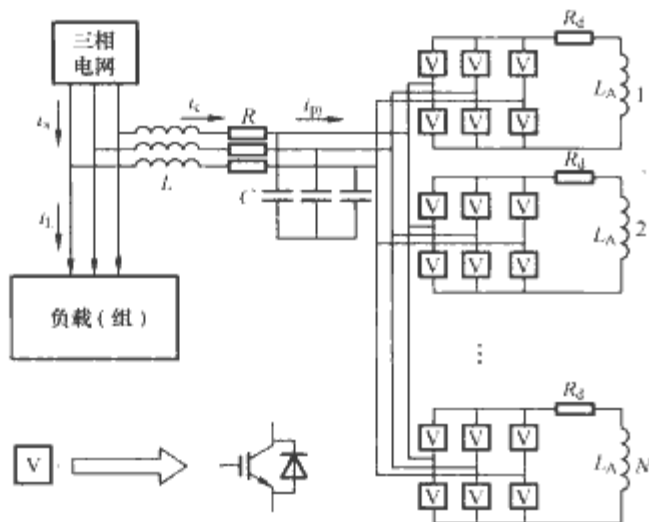 三相
电网
i_s
i_c
R
i_p
L
C
i_L
负载（组）
V
R_d
V V V
L_A 1
V V V
R_d
V V V
L_A 2
V V V
⋮
R_d
V V V
L_A N
V V V